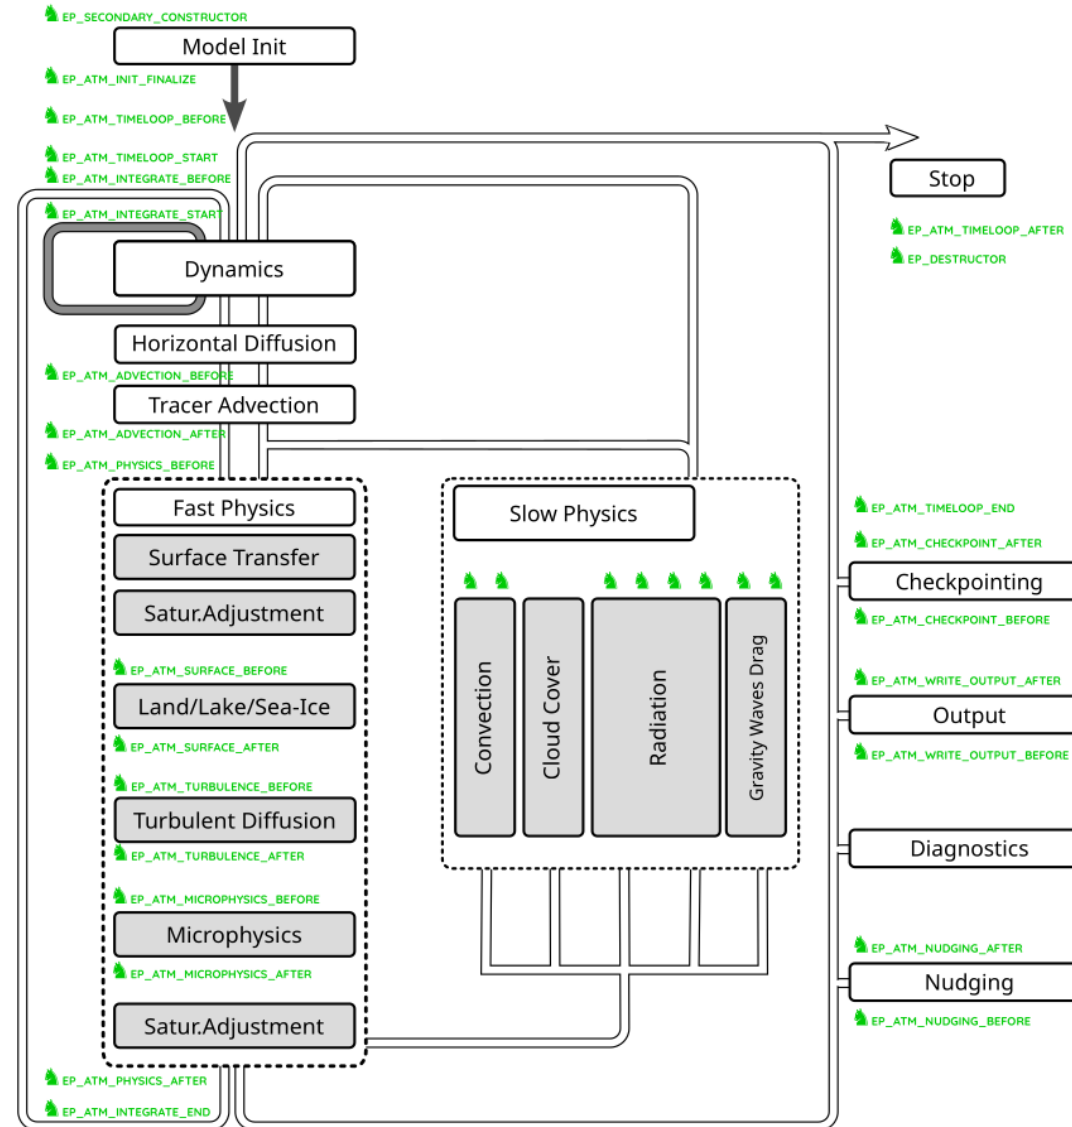 EP_SECONDARY_CONSTRUCTOR
Model Init
EP_ATM_INIT_FINALIZE
EP_ATM_TIMELOOP_BEFORE
EP_ATM_TIMELOOP_START
EP_ATM_INTEGRATE_BEFORE
EP_ATM_INTEGRATE_START
Dynamics
Horizontal Diffusion
EP_ATM_ADVECTION_BEFORE
Tracer Advection
EP_ATM_ADVECTION_AFTER
EP_ATM_PHYSICS_BEFORE
Fast Physics
Surface Transfer
Satur.Adjustment
EP_ATM_SURFACE_BEFORE
Land/Lake/Sea-Ice
EP_ATM_SURFACE_AFTER
EP_ATM_TURBULENCE_BEFORE
Turbulent Diffusion
EP_ATM_TURBULENCE_AFTER
EP_ATM_MICROPHYSICS_BEFORE
Microphysics
EP_ATM_MICROPHYSICS_AFTER
Satur.Adjustment
EP_ATM_PHYSICS_AFTER
EP_ATM_INTEGRATE_END
Slow Physics
Convection
Cloud Cover
Radiation
Gravity Waves Drag
Stop
EP_ATM_TIMELOOP_AFTER
EP_DESTRUCTOR
EP_ATM_TIMELOOP_END
EP_ATM_CHECKPOINT_AFTER
Checkpointing
EP_ATM_CHECKPOINT_BEFORE
EP_ATM_WRITE_OUTPUT_AFTER
Output
EP_ATM_WRITE_OUTPUT_BEFORE
Diagnostics
EP_ATM_NUDGING_AFTER
Nudging
EP_ATM_NUDGING_BEFORE